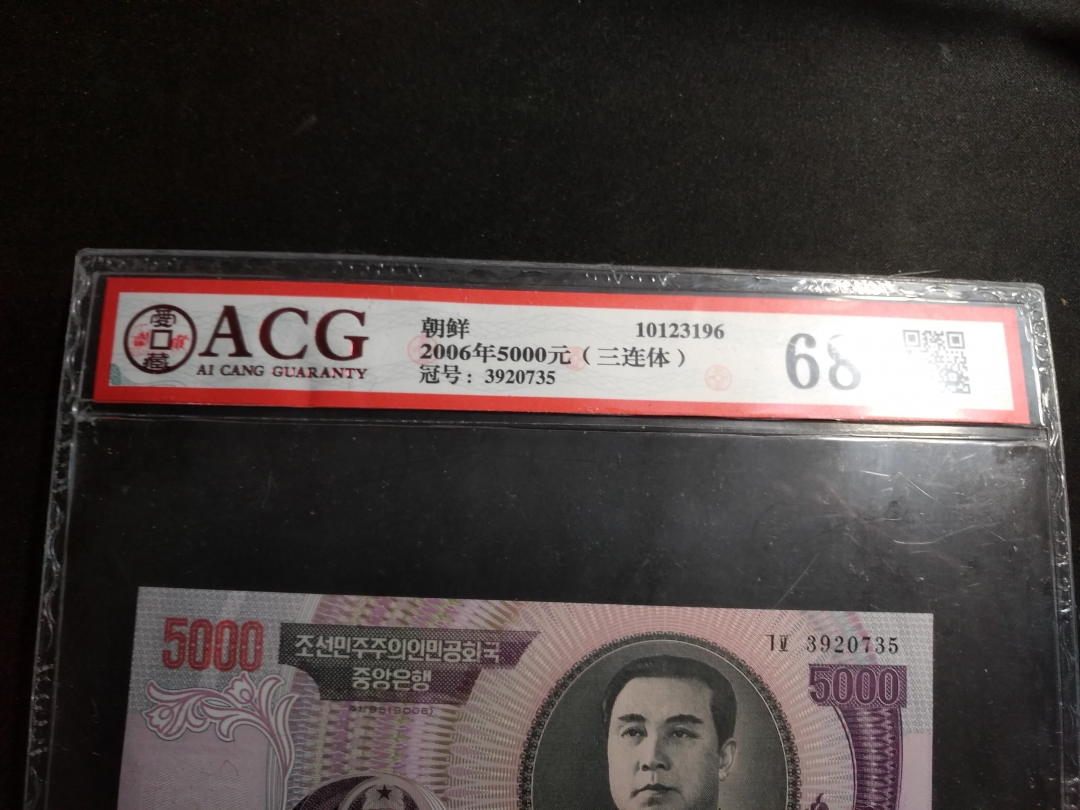 ACG
AI CANG GUARANTY
朝鲜
10123196
2006年5000元（三连体）
冠号：3920735
68
5000
조선민주주의인민공화국
중앙은행
3920735
5000